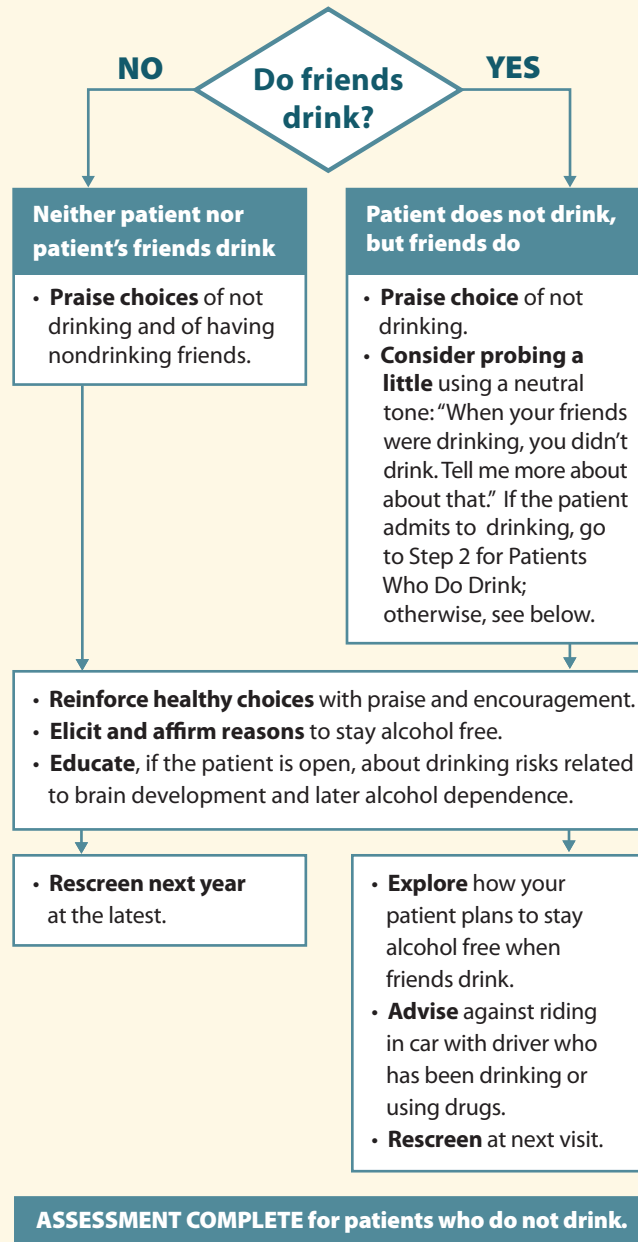 Do friends
drink?
NO
YES
Neither patient nor
patient's friends drink
• Praise choices of not
drinking and of having
nondrinking friends.
Patient does not drink,
but friends do
• Praise choice of not
drinking.
• Consider probing a
little using a neutral
tone: “When your friends
were drinking, you didn’t
drink. Tell me more about
about that.” If the patient
admits to drinking, go
to Step 2 for Patients
Who Do Drink;
otherwise, see below.
• Reinforce healthy choices with praise and encouragement.
• Elicit and affirm reasons to stay alcohol free.
• Educate, if the patient is open, about drinking risks related
to brain development and later alcohol dependence.
• Rescreen next year
at the latest.
• Explore how your
patient plans to stay
alcohol free when
friends drink.
• Advise against riding
in car with driver who
has been drinking or
using drugs.
• Rescreen at next visit.
ASSESSMENT COMPLETE for patients who do not drink.